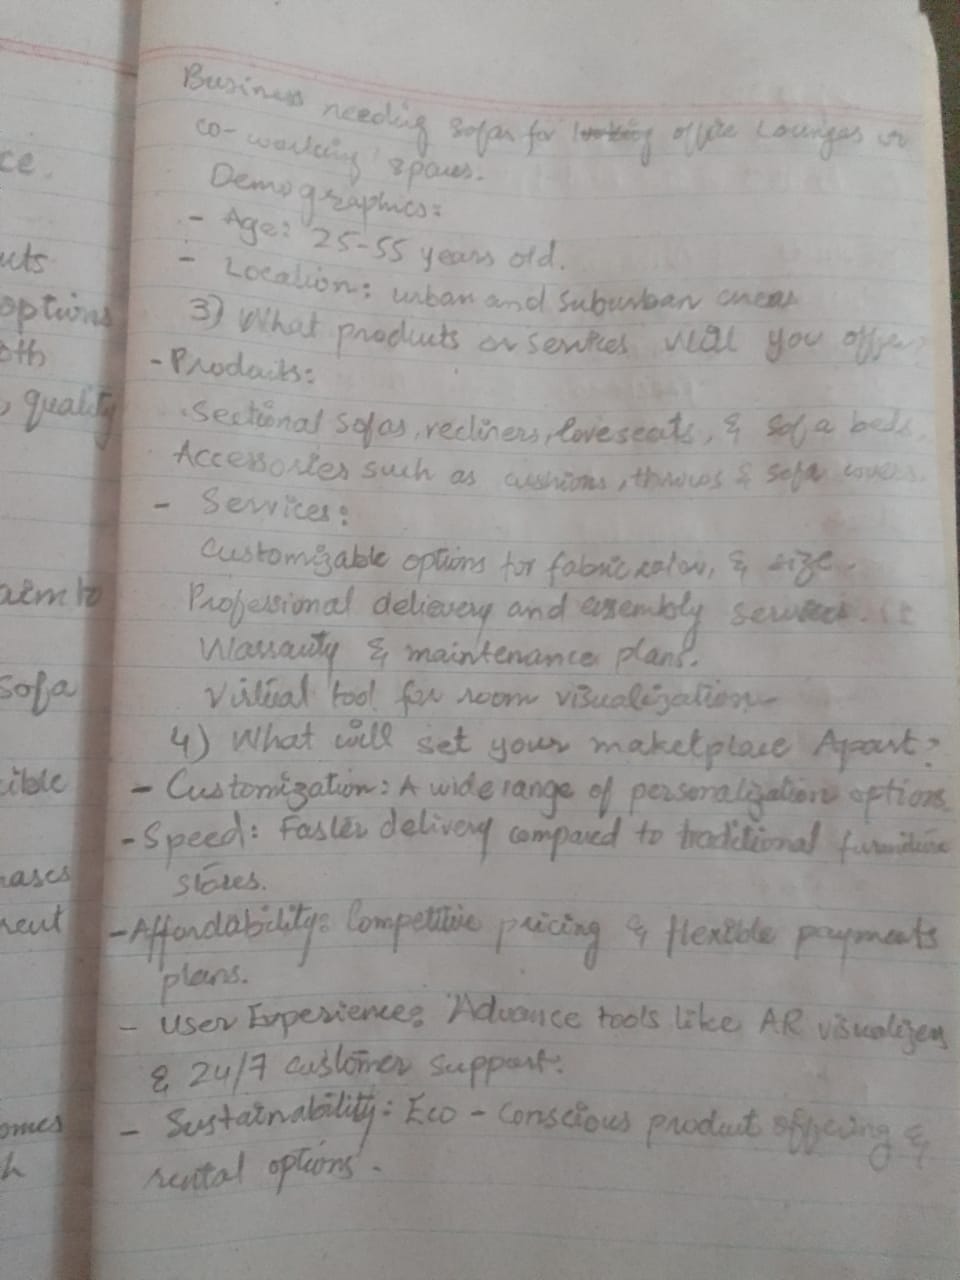 ce.
ucts
options
oth
, quality
aim to
sofa
cible
hases
rent
omes
h
Business needing sofas for looking office Lounges or
co-working spaces.
Demographics:
- Age: 25-55 years old.
- Location: urban and suburban areas
3) What products or services will you offer?
- Products:
.Sectional sofas, recliners, loveseats, & sofa beds.
Accessories such as cushions, throws & sofa covers.
- Services:
Customizable options for fabric color, & size.
Professional delievery and assembly services.
Warranty & maintenance plans.
Virtual tool for room visualization
4) What will set your maketplace Apart?
- Customization: A wide range of personalization options
- Speed: Faster delivery compared to traditional furniture
stores.
- Affordability: Competitive pricing & flexible payments
plans.
- User Experience: Advance tools like AR visualizers
& 24/7 customer support.
- Sustainability: Eco-conscious product offering &
rental options.